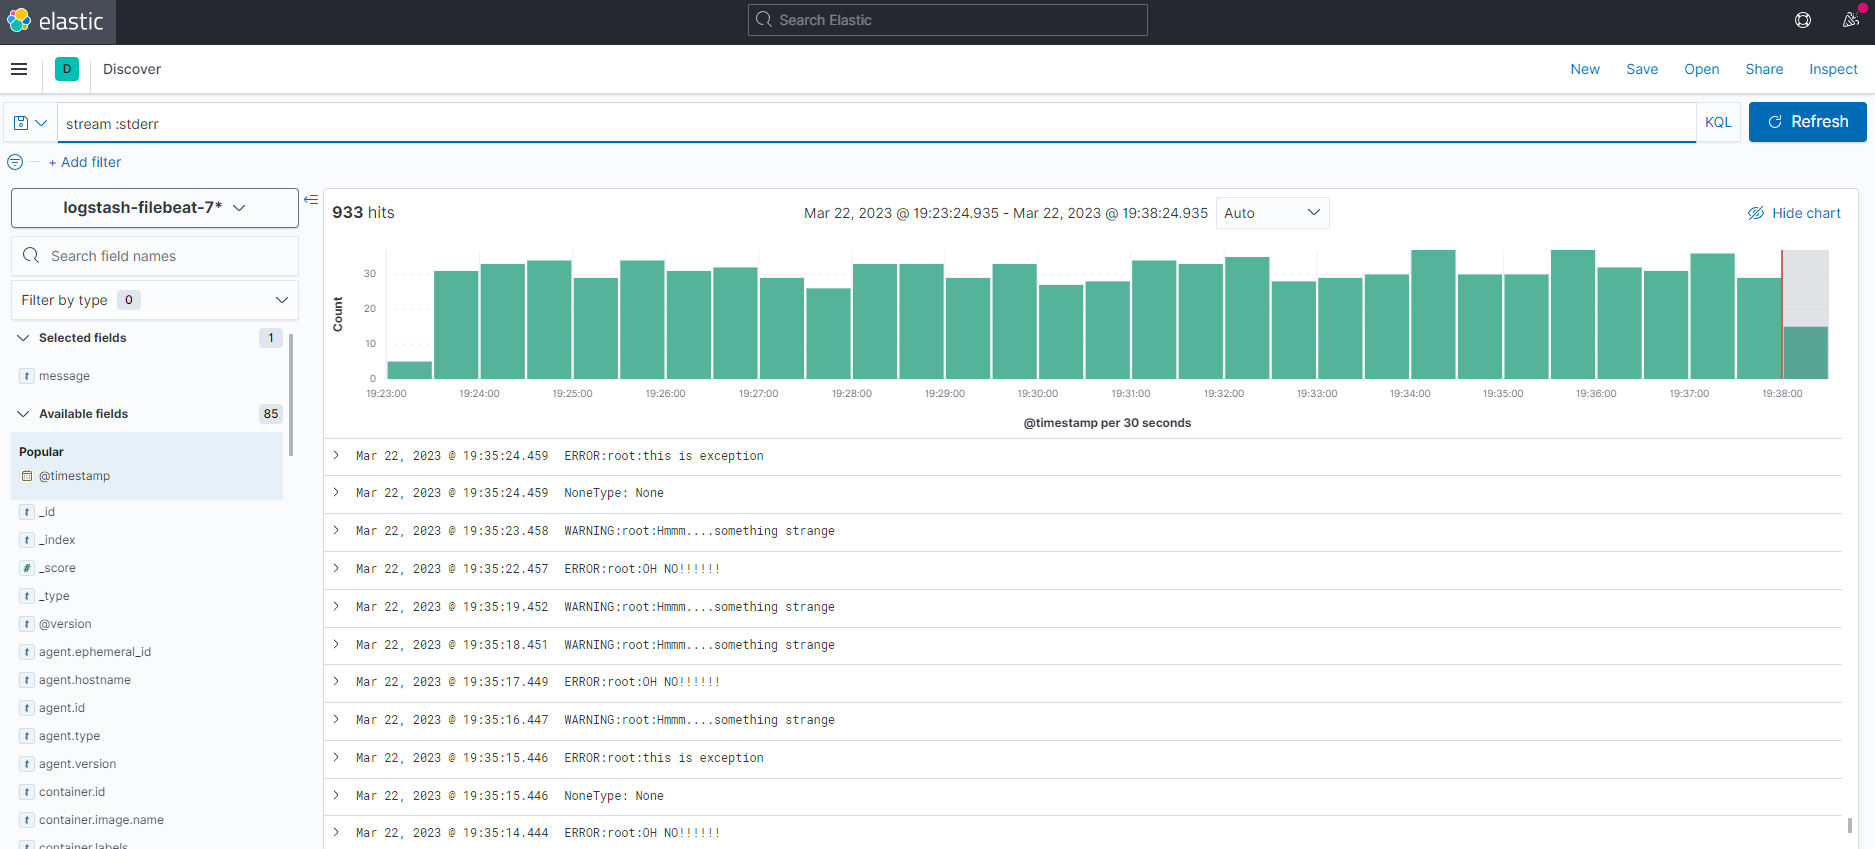 elastic
Search Elastic
D
Discover
New Save Open Share Inspect
stream :stderr
KQL
Refresh
+ Add filter
logstash-filebeat-7*
Search field names
Filter by type 0
Selected fields 1
t message
Available fields 85
Popular
@timestamp
t _id
t _index
# _score
t _type
t @version
t agent.ephemeral_id
t agent.hostname
t agent.id
t agent.type
t agent.version
t container.id
t container.image.name
container.labels
933 hits
Mar 22, 2023 @ 19:23:24.935 - Mar 22, 2023 @ 19:38:24.935
Auto
Hide chart
Count
30
20
10
0
19:23:00 19:24:00 19:25:00 19:26:00 19:27:00 19:28:00 19:29:00 19:30:00 19:31:00 19:32:00 19:33:00 19:34:00 19:35:00 19:36:00 19:37:00 19:38:00
@timestamp per 30 seconds
Mar 22, 2023 @ 19:35:24.459 ERROR:root:this is exception
Mar 22, 2023 @ 19:35:24.459 NoneType: None
Mar 22, 2023 @ 19:35:23.458 WARNING:root:Hmmm....something strange
Mar 22, 2023 @ 19:35:22.457 ERROR:root:OH NO!!!!!!
Mar 22, 2023 @ 19:35:19.452 WARNING:root:Hmmm....something strange
Mar 22, 2023 @ 19:35:18.451 WARNING:root:Hmmm....something strange
Mar 22, 2023 @ 19:35:17.449 ERROR:root:OH NO!!!!!!
Mar 22, 2023 @ 19:35:16.447 WARNING:root:Hmmm....something strange
Mar 22, 2023 @ 19:35:15.446 ERROR:root:this is exception
Mar 22, 2023 @ 19:35:15.446 NoneType: None
Mar 22, 2023 @ 19:35:14.444 ERROR:root:OH NO!!!!!!